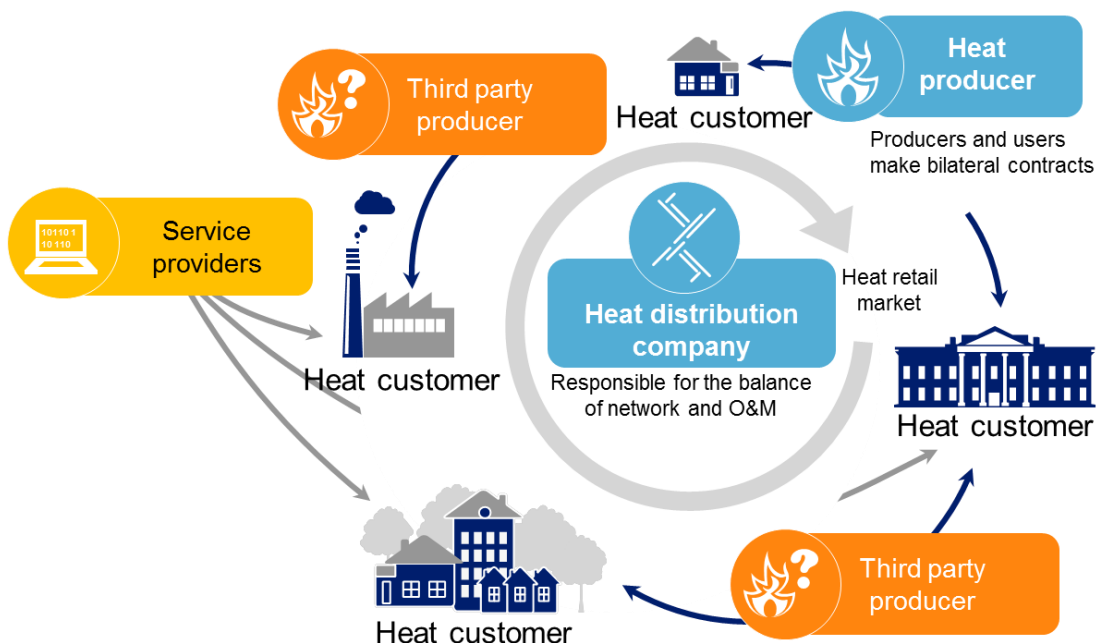 Heat
producer
Third party
producer
Heat customer
Producers and users
make bilateral contracts
10110 1
10 110
Service
providers
Heat retail
market
Heat distribution
company
Heat customer
Responsible for the balance
of network and O&M
Heat customer
Third party
producer
Heat customer